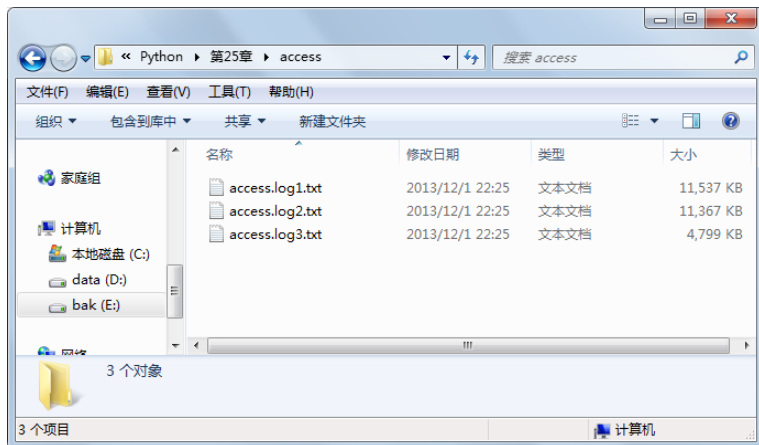 « Python ▸ 第25章 ▸ access 搜索 access
文件(F) 编辑(E) 查看(V) 工具(T) 帮助(H)
组织 包含到库中 共享 新建文件夹
名称 修改日期 类型 大小
家庭组
计算机
本地磁盘 (C:)
data (D:)
bak (E:)
网络
access.log1.txt 2013/12/1 22:25 文本文档 11,537 KB
access.log2.txt 2013/12/1 22:25 文本文档 11,367 KB
access.log3.txt 2013/12/1 22:25 文本文档 4,799 KB
3 个对象
3 个项目 计算机